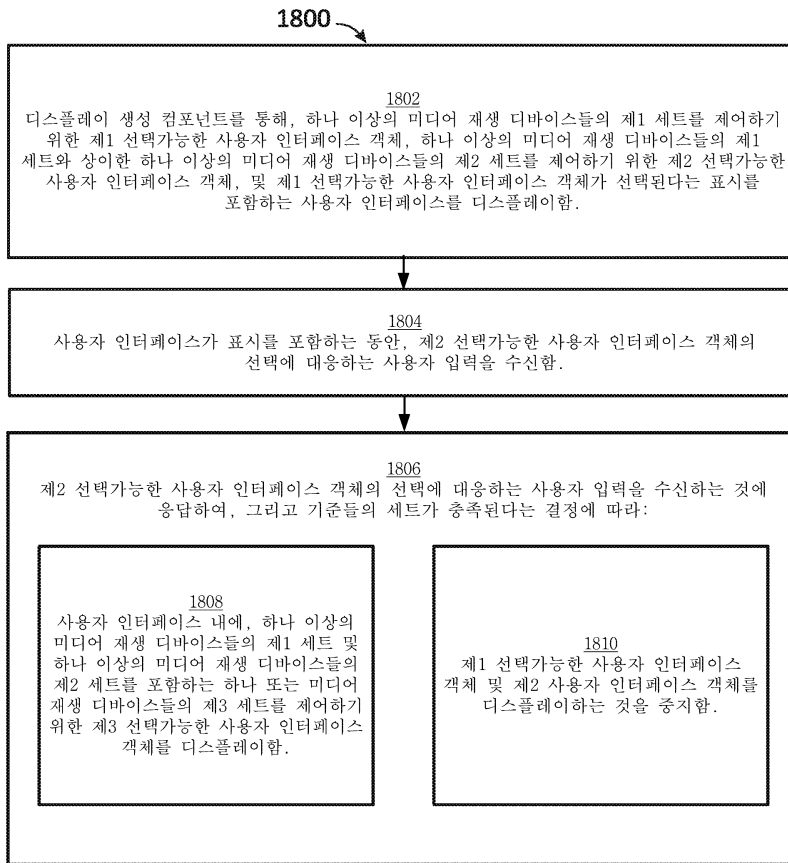 1800
1802
디스플레이 생성 컴포넌트를 통해, 하나 이상의 미디어 재생 디바이스들의 제1 세트를 제어하기
위한 제1 선택가능한 사용자 인터페이스 객체, 하나 이상의 미디어 재생 디바이스들의 제1
세트와 상이한 하나 이상의 미디어 재생 디바이스들의 제2 세트를 제어하기 위한 제2 선택가능한
사용자 인터페이스 객체, 및 제1 선택가능한 사용자 인터페이스 객체가 선택된다는 표시를
포함하는 사용자 인터페이스를 디스플레이함.
1804
사용자 인터페이스가 표시를 포함하는 동안, 제2 선택가능한 사용자 인터페이스 객체의
선택에 대응하는 사용자 입력을 수신함.
1806
제2 선택가능한 사용자 인터페이스 객체의 선택에 대응하는 사용자 입력을 수신하는 것에
응답하여, 그리고 기준들의 세트가 충족된다는 결정에 따라:
1808
사용자 인터페이스 내에, 하나 이상의
미디어 재생 디바이스들의 제1 세트 및
하나 이상의 미디어 재생 디바이스들의
제2 세트를 포함하는 하나 또는 미디어
재생 디바이스들의 제3 세트를 제어하기
위한 제3 선택가능한 사용자 인터페이스
객체를 디스플레이함.
1810
제1 선택가능한 사용자 인터페이스
객체 및 제2 사용자 인터페이스 객체를
디스플레이하는 것을 중지함.